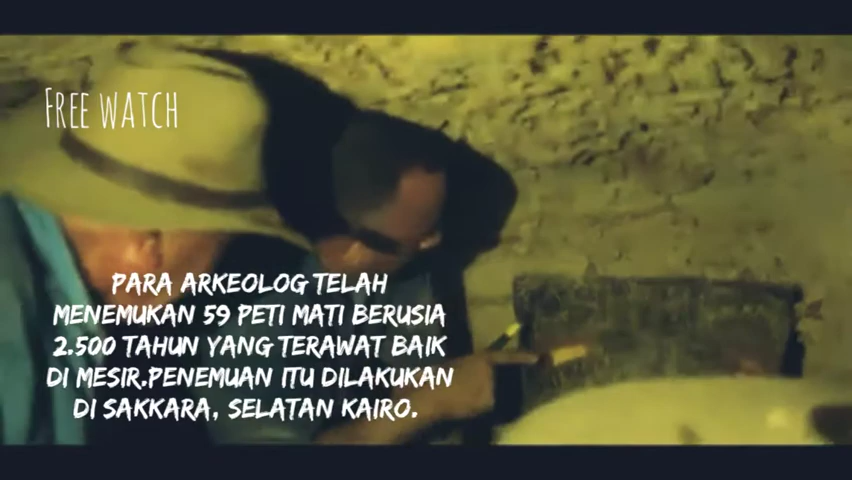 FREE WATCH
PARA ARKEOLOG TELAH
MENEMUKAN 59 PETI MATI BERUSIA
2.500 TAHUN YANG TERAWAT BAIK
DI MESIR.PENEMUAN ITU DILAKUKAN
DI SAKKARA, SELATAN KAIRO.